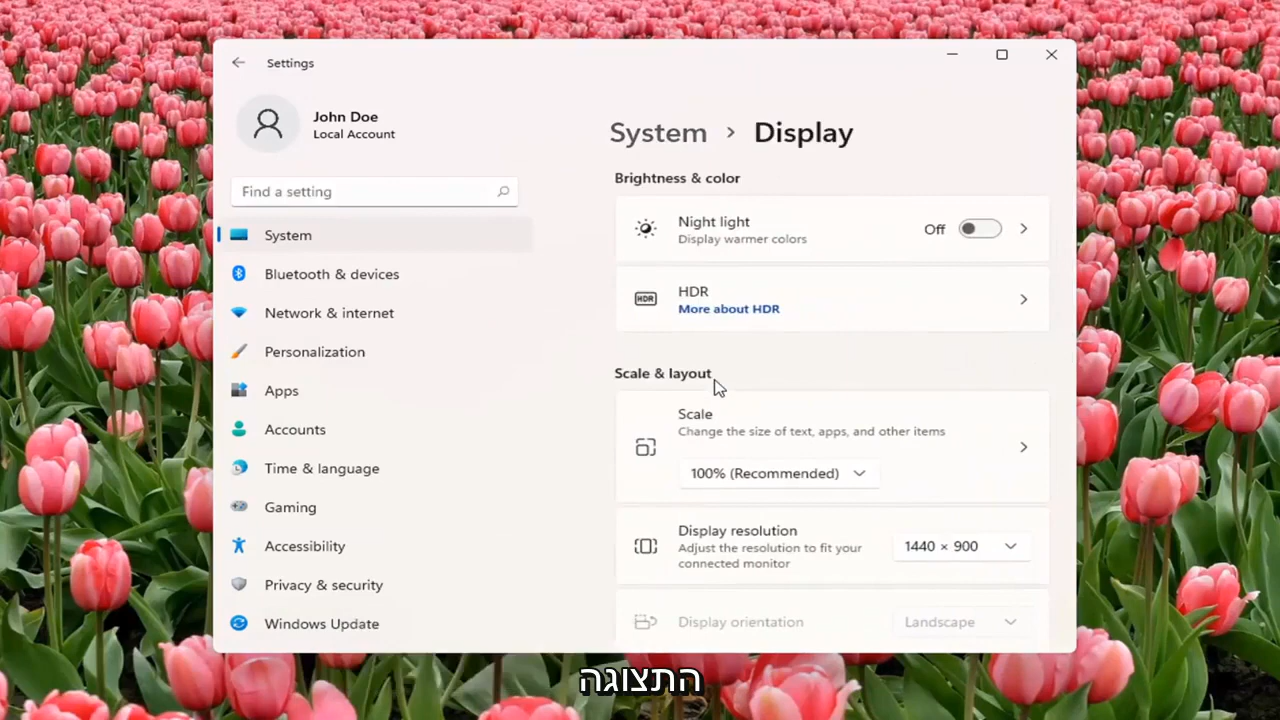 Settings
John Doe
Local Account
Find a setting
System
Bluetooth & devices
Network & internet
Personalization
Apps
Accounts
Time & language
Gaming
Accessibility
Privacy & security
Windows Update
System › Display
Brightness & color
Night light
Display warmer colors
Off
HDR
HDR
More about HDR
Scale & layout
Scale
Change the size of text, apps, and other items
100% (Recommended)
Display resolution
Adjust the resolution to fit your
connected monitor
1440 × 900
Display orientation
Landscape
התצוגה